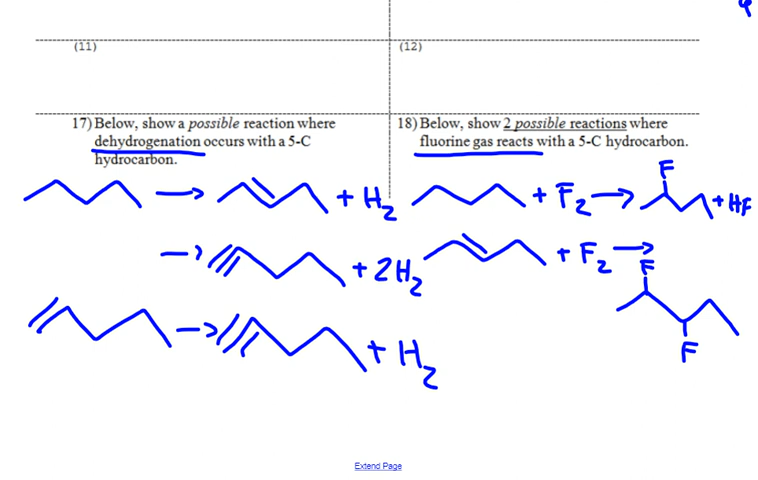 (11)
(12)
17) Below, show a possible reaction where
dehydrogenation occurs with a 5-C
hydrocarbon.
18) Below, show 2 possible reactions where
fluorine gas reacts with a 5-C hydrocarbon.
→ + H2
→ + 2H2
→ + H2
+ F2 → F + HF
+ F2 →
F
F
Extend Page